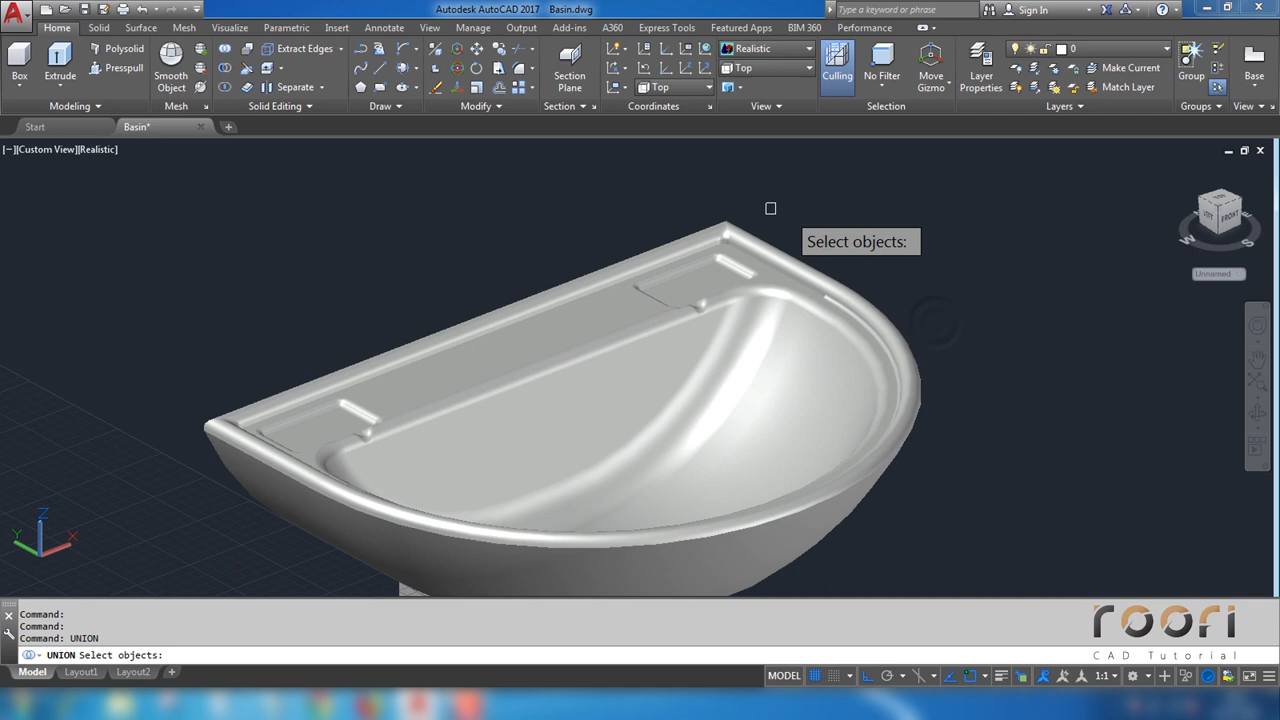 Autodesk AutoCAD 2017 Basin.dwg
Type a keyword or phrase
Sign In
Home Solid Surface Mesh Visualize Parametric Insert Annotate View Manage Output Add-ins A360 Express Tools Featured Apps BIM 360 Performance
Box
Extrude
Polysolid
Presspull
Smooth Object
Extract Edges
Separate
Section Plane
Realistic
Top
Top
Culling
No Filter
Move Gizmo
Layer Properties
0
Make Current
Match Layer
Group
Base
Modeling Mesh Solid Editing Draw Modify Section Coordinates View Selection Layers Groups View
Start Basin*
[−][Custom View][Realistic]
Select objects:
TOP
LEFT
FRONT
W
S
Unnamed
Z
Y
X
Command:
Command:
Command: UNION
UNION Select objects:
roori
CAD Tutorial
Model Layout1 Layout2
MODEL
1:1